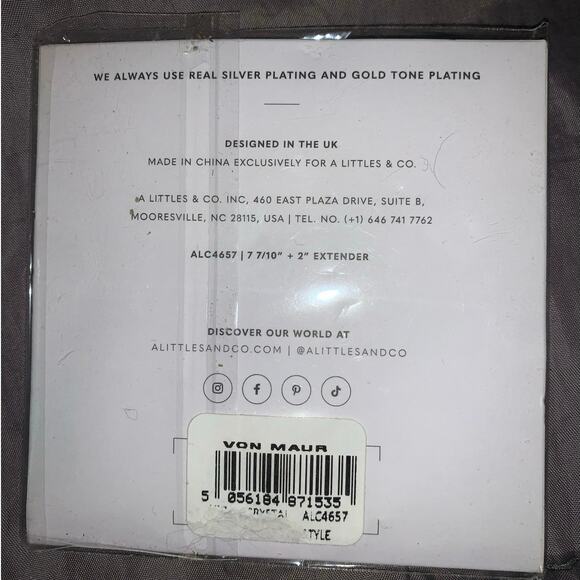 WE ALWAYS USE REAL SILVER PLATING AND GOLD TONE PLATING
DESIGNED IN THE UK
MADE IN CHINA EXCLUSIVELY FOR A LITTLES & CO.
A LITTLES & CO. INC, 460 EAST PLAZA DRIVE, SUITE B,
MOORESVILLE, NC 28115, USA | TEL. NO. (+1) 646 741 7762
ALC4657 | 7 7/10" + 2" EXTENDER
DISCOVER OUR WORLD AT
ALITTLESANDCO.COM | @ALITTLESANDCO
VON MAUR
5 056184 871535
CRYSTAL ALC4657
STYLE